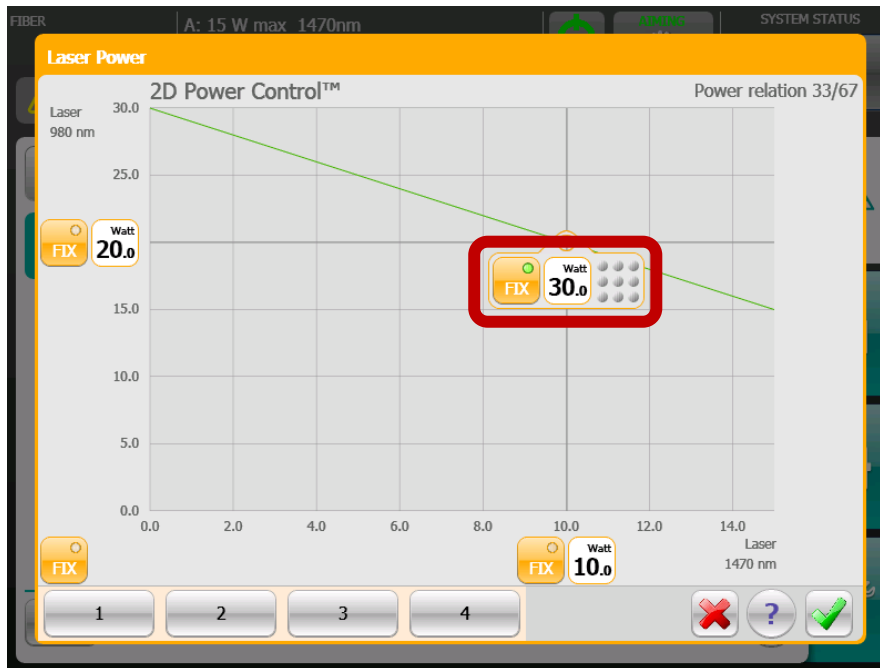 FIBER
A: 15 W max 1470nm
SYSTEM STATUS
Laser Power
2D Power Control™
Power relation 33/67
Laser
980 nm
30.0
25.0
FIX
Watt
20.0
FIX
Watt
30.0
15.0
10.0
5.0
0.0
0.0 2.0 4.0 6.0 8.0 10.0 12.0 14.0
Laser
1470 nm
FIX
FIX
Watt
10.0
1 2 3 4
?